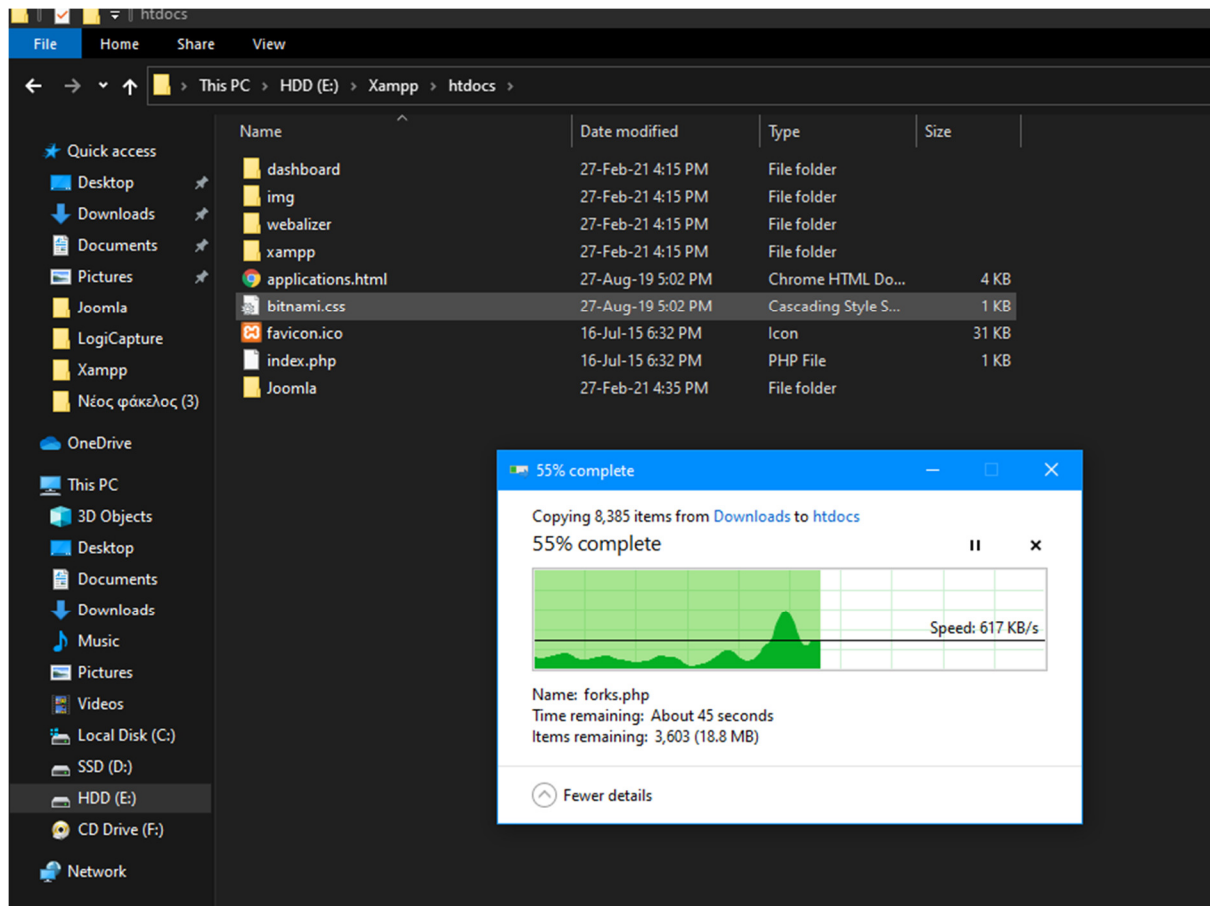 htdocs
File Home Share View
This PC > HDD (E:) > Xampp > htdocs >
Name Date modified Type Size
Quick access
Desktop
Downloads
Documents
Pictures
Joomla
LogiCapture
Xampp
Νέος φάκελος (3)
OneDrive
This PC
3D Objects
Desktop
Documents
Downloads
Music
Pictures
Videos
Local Disk (C:)
SSD (D:)
HDD (E:)
CD Drive (F:)
Network
dashboard 27-Feb-21 4:15 PM File folder
img 27-Feb-21 4:15 PM File folder
webalizer 27-Feb-21 4:15 PM File folder
xampp 27-Feb-21 4:15 PM File folder
applications.html 27-Aug-19 5:02 PM Chrome HTML Do... 4 KB
bitnami.css 27-Aug-19 5:02 PM Cascading Style S... 1 KB
favicon.ico 16-Jul-15 6:32 PM Icon 31 KB
index.php 16-Jul-15 6:32 PM PHP File 1 KB
Joomla 27-Feb-21 4:35 PM File folder
55% complete
Copying 8,385 items from Downloads to htdocs
55% complete
Speed: 617 KB/s
Name: forks.php
Time remaining: About 45 seconds
Items remaining: 3,603 (18.8 MB)
Fewer details